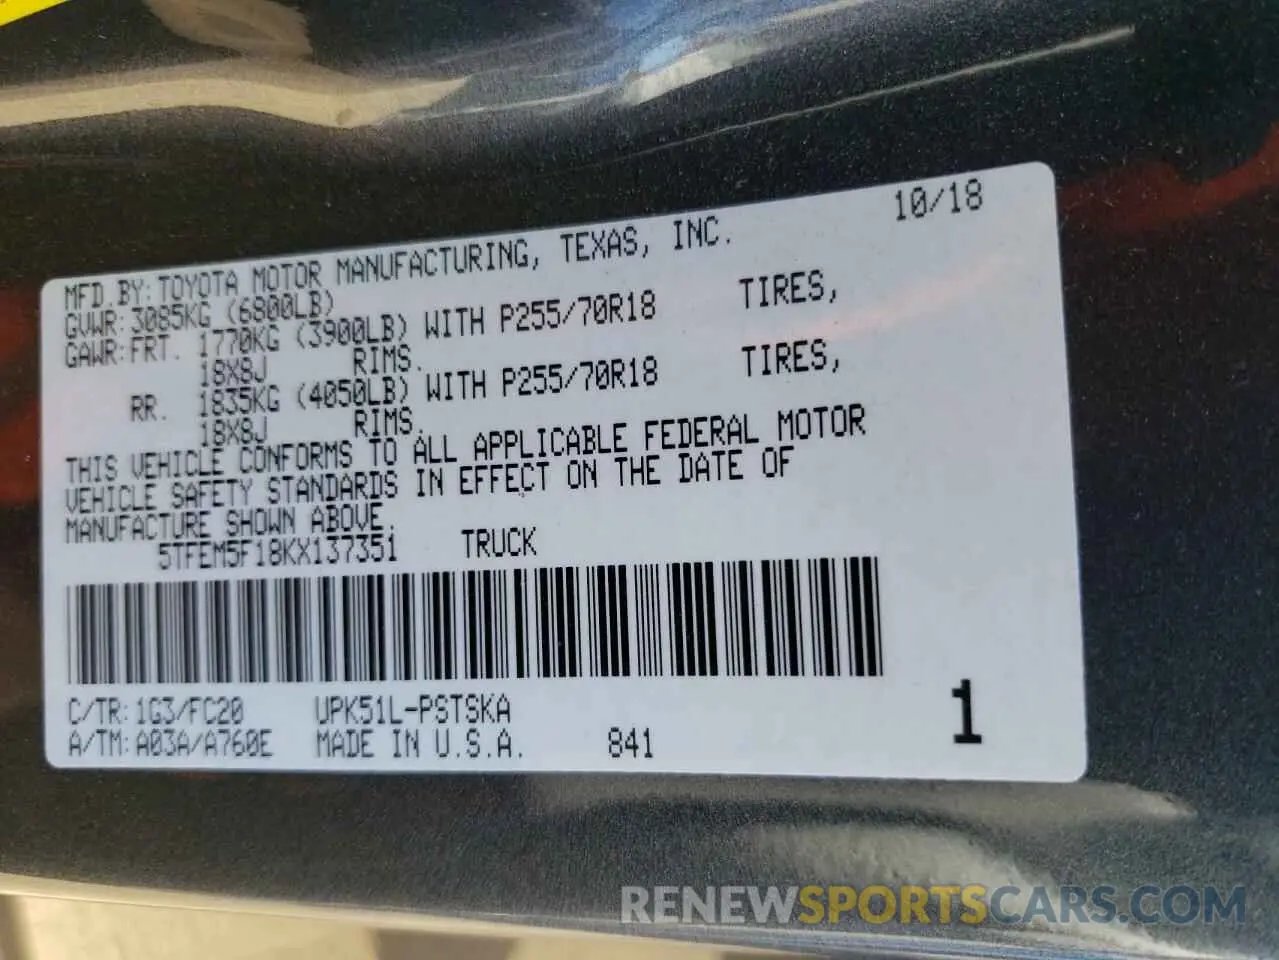 10/18
MFD.BY:TOYOTA MOTOR MANUFACTURING, TEXAS, INC.
GVWR:3085KG (6800LB)
GAWR:FRT. 1770KG (3900LB) WITH P255/70R18 TIRES,
18X8J RIMS.
RR. 1835KG (4050LB) WITH P255/70R18 TIRES,
18X8J RIMS.
THIS VEHICLE CONFORMS TO ALL APPLICABLE FEDERAL MOTOR
VEHICLE SAFETY STANDARDS IN EFFECT ON THE DATE OF
MANUFACTURE SHOWN ABOVE.
5TFEM5F18KX137351 TRUCK
C/TR:1G3/FC20 UPK51L-PSTSKA
A/TM:A03A/A760E MADE IN U.S.A. 841
1
RENEWSPORTSCARS.COM